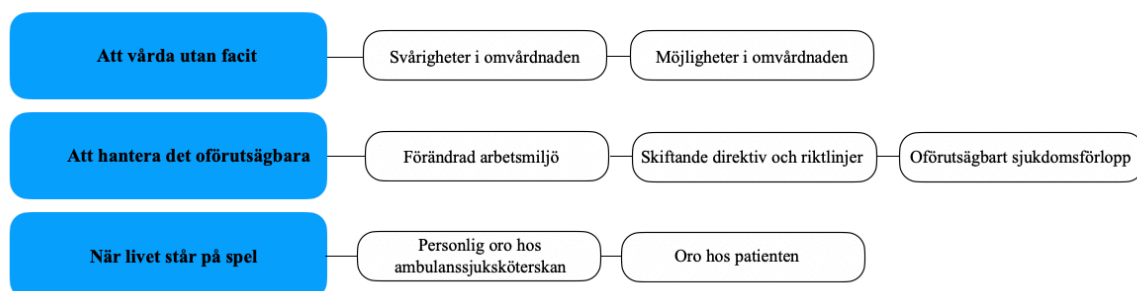 Att vårda utan facit
Svårigheter i omvårdnaden
Möjligheter i omvårdnaden
Att hantera det oförutsägbara
Förändrad arbetsmiljö
Skiftande direktiv och riktlinjer
Oförutsägbart sjukdomsförlopp
När livet står på spel
Personlig oro hos
ambulanssjuksköterskan
Oro hos patienten